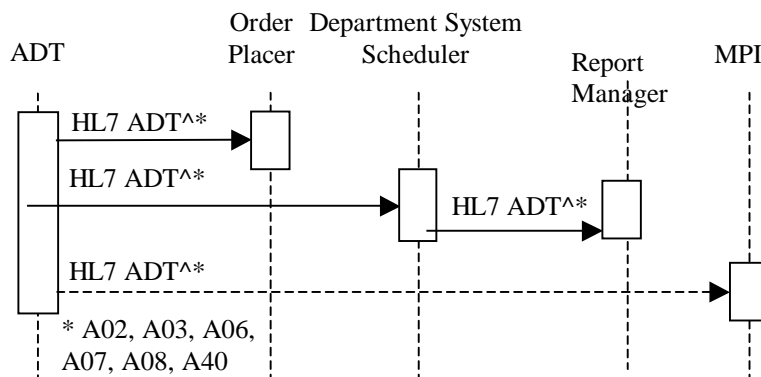 ADT
Order
Placer
Department System
Scheduler
Report
Manager
MPI
HL7 ADT^*
HL7 ADT^*
HL7 ADT^*
HL7 ADT^*
* A02, A03, A06,
A07, A08, A40